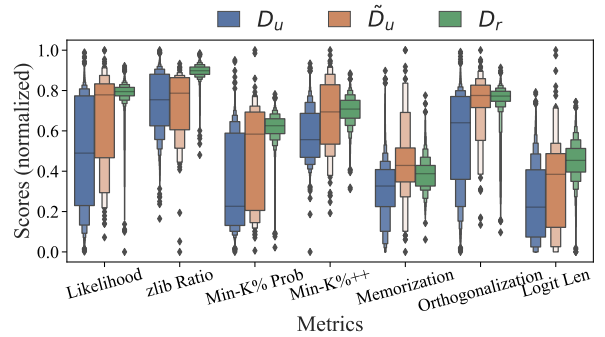 D_u D̃_u D_r
Scores (normalized)
1.0
0.8
0.6
0.4
0.2
0.0
Likelihood zlib Ratio Min-K% Prob Min-K%++ Memorization Orthogonalization Logit Len
Metrics